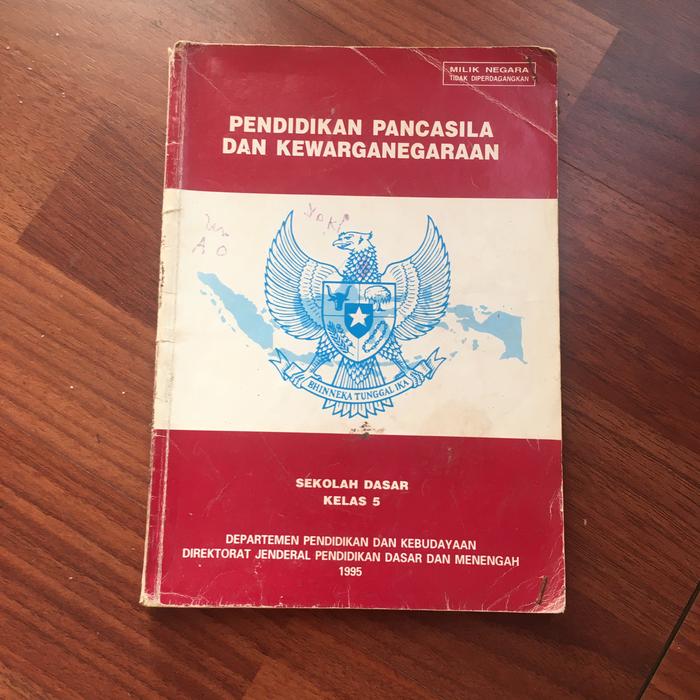 MILIK NEGARA
TIDAK DIPERDAGANGKAN
PENDIDIKAN PANCASILA
DAN KEWARGANEGARAAN
A O
BHINNEKA TUNGGAL IKA
SEKOLAH DASAR
KELAS 5
DEPARTEMEN PENDIDIKAN DAN KEBUDAYAAN
DIREKTORAT JENDERAL PENDIDIKAN DASAR DAN MENENGAH
1995